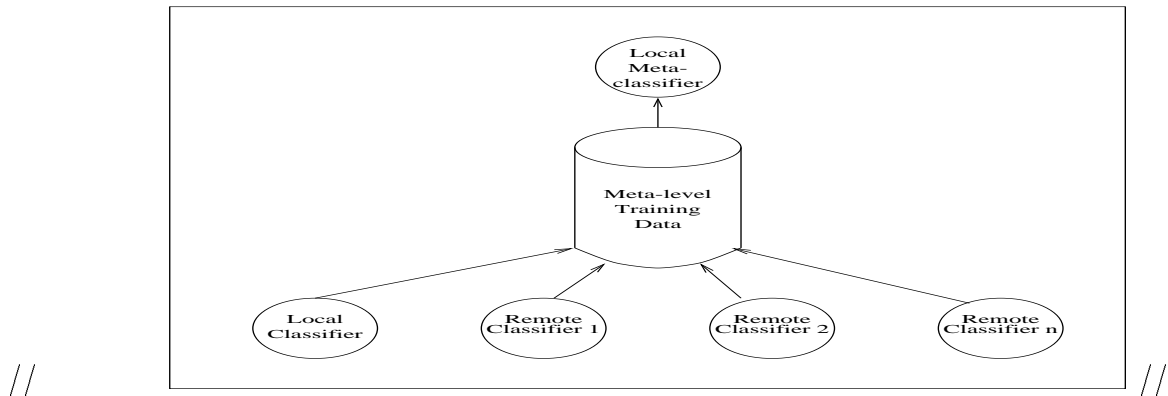 Local
Meta-
classifier
Meta-level
Training
Data
Local
Classifier
Remote
Classifier 1
Remote
Classifier 2
Remote
Classifier n
//
//